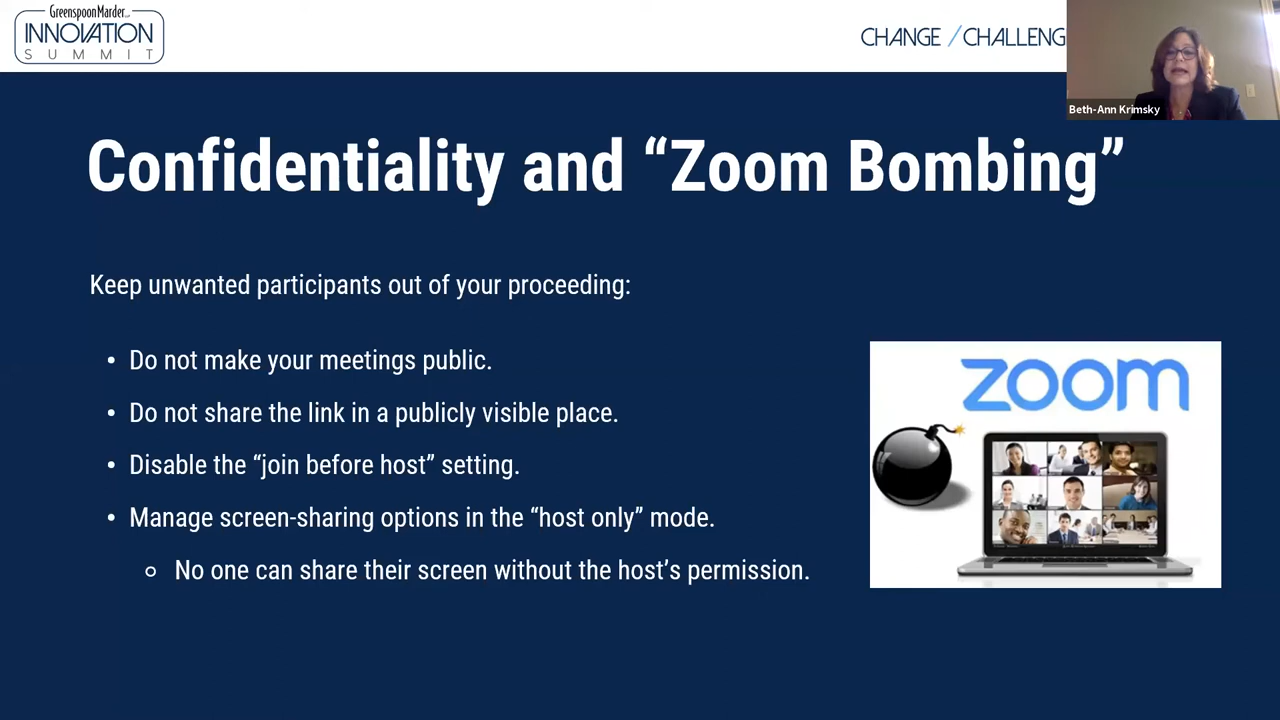 GreenspoonMarder LLP
INNOVATION
SUMMIT
CHANGE / CHALLENG
Beth-Ann Krimsky
Confidentiality and “Zoom Bombing”
Keep unwanted participants out of your proceeding:
• Do not make your meetings public.
• Do not share the link in a publicly visible place.
• Disable the “join before host” setting.
• Manage screen-sharing options in the “host only” mode.
○ No one can share their screen without the host’s permission.
zoom